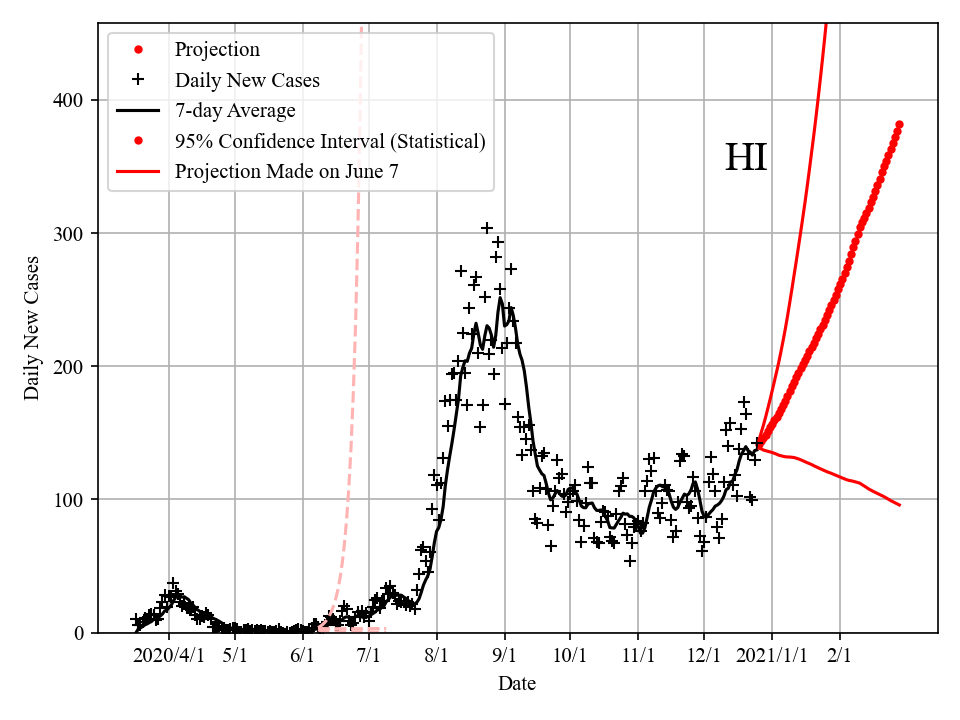 Projection
Daily New Cases
7-day Average
95% Confidence Interval (Statistical)
Projection Made on June 7
HI
Daily New Cases
400
300
200
100
0
2020/4/1 5/1 6/1 7/1 8/1 9/1 10/1 11/1 12/1 2021/1/1 2/1
Date